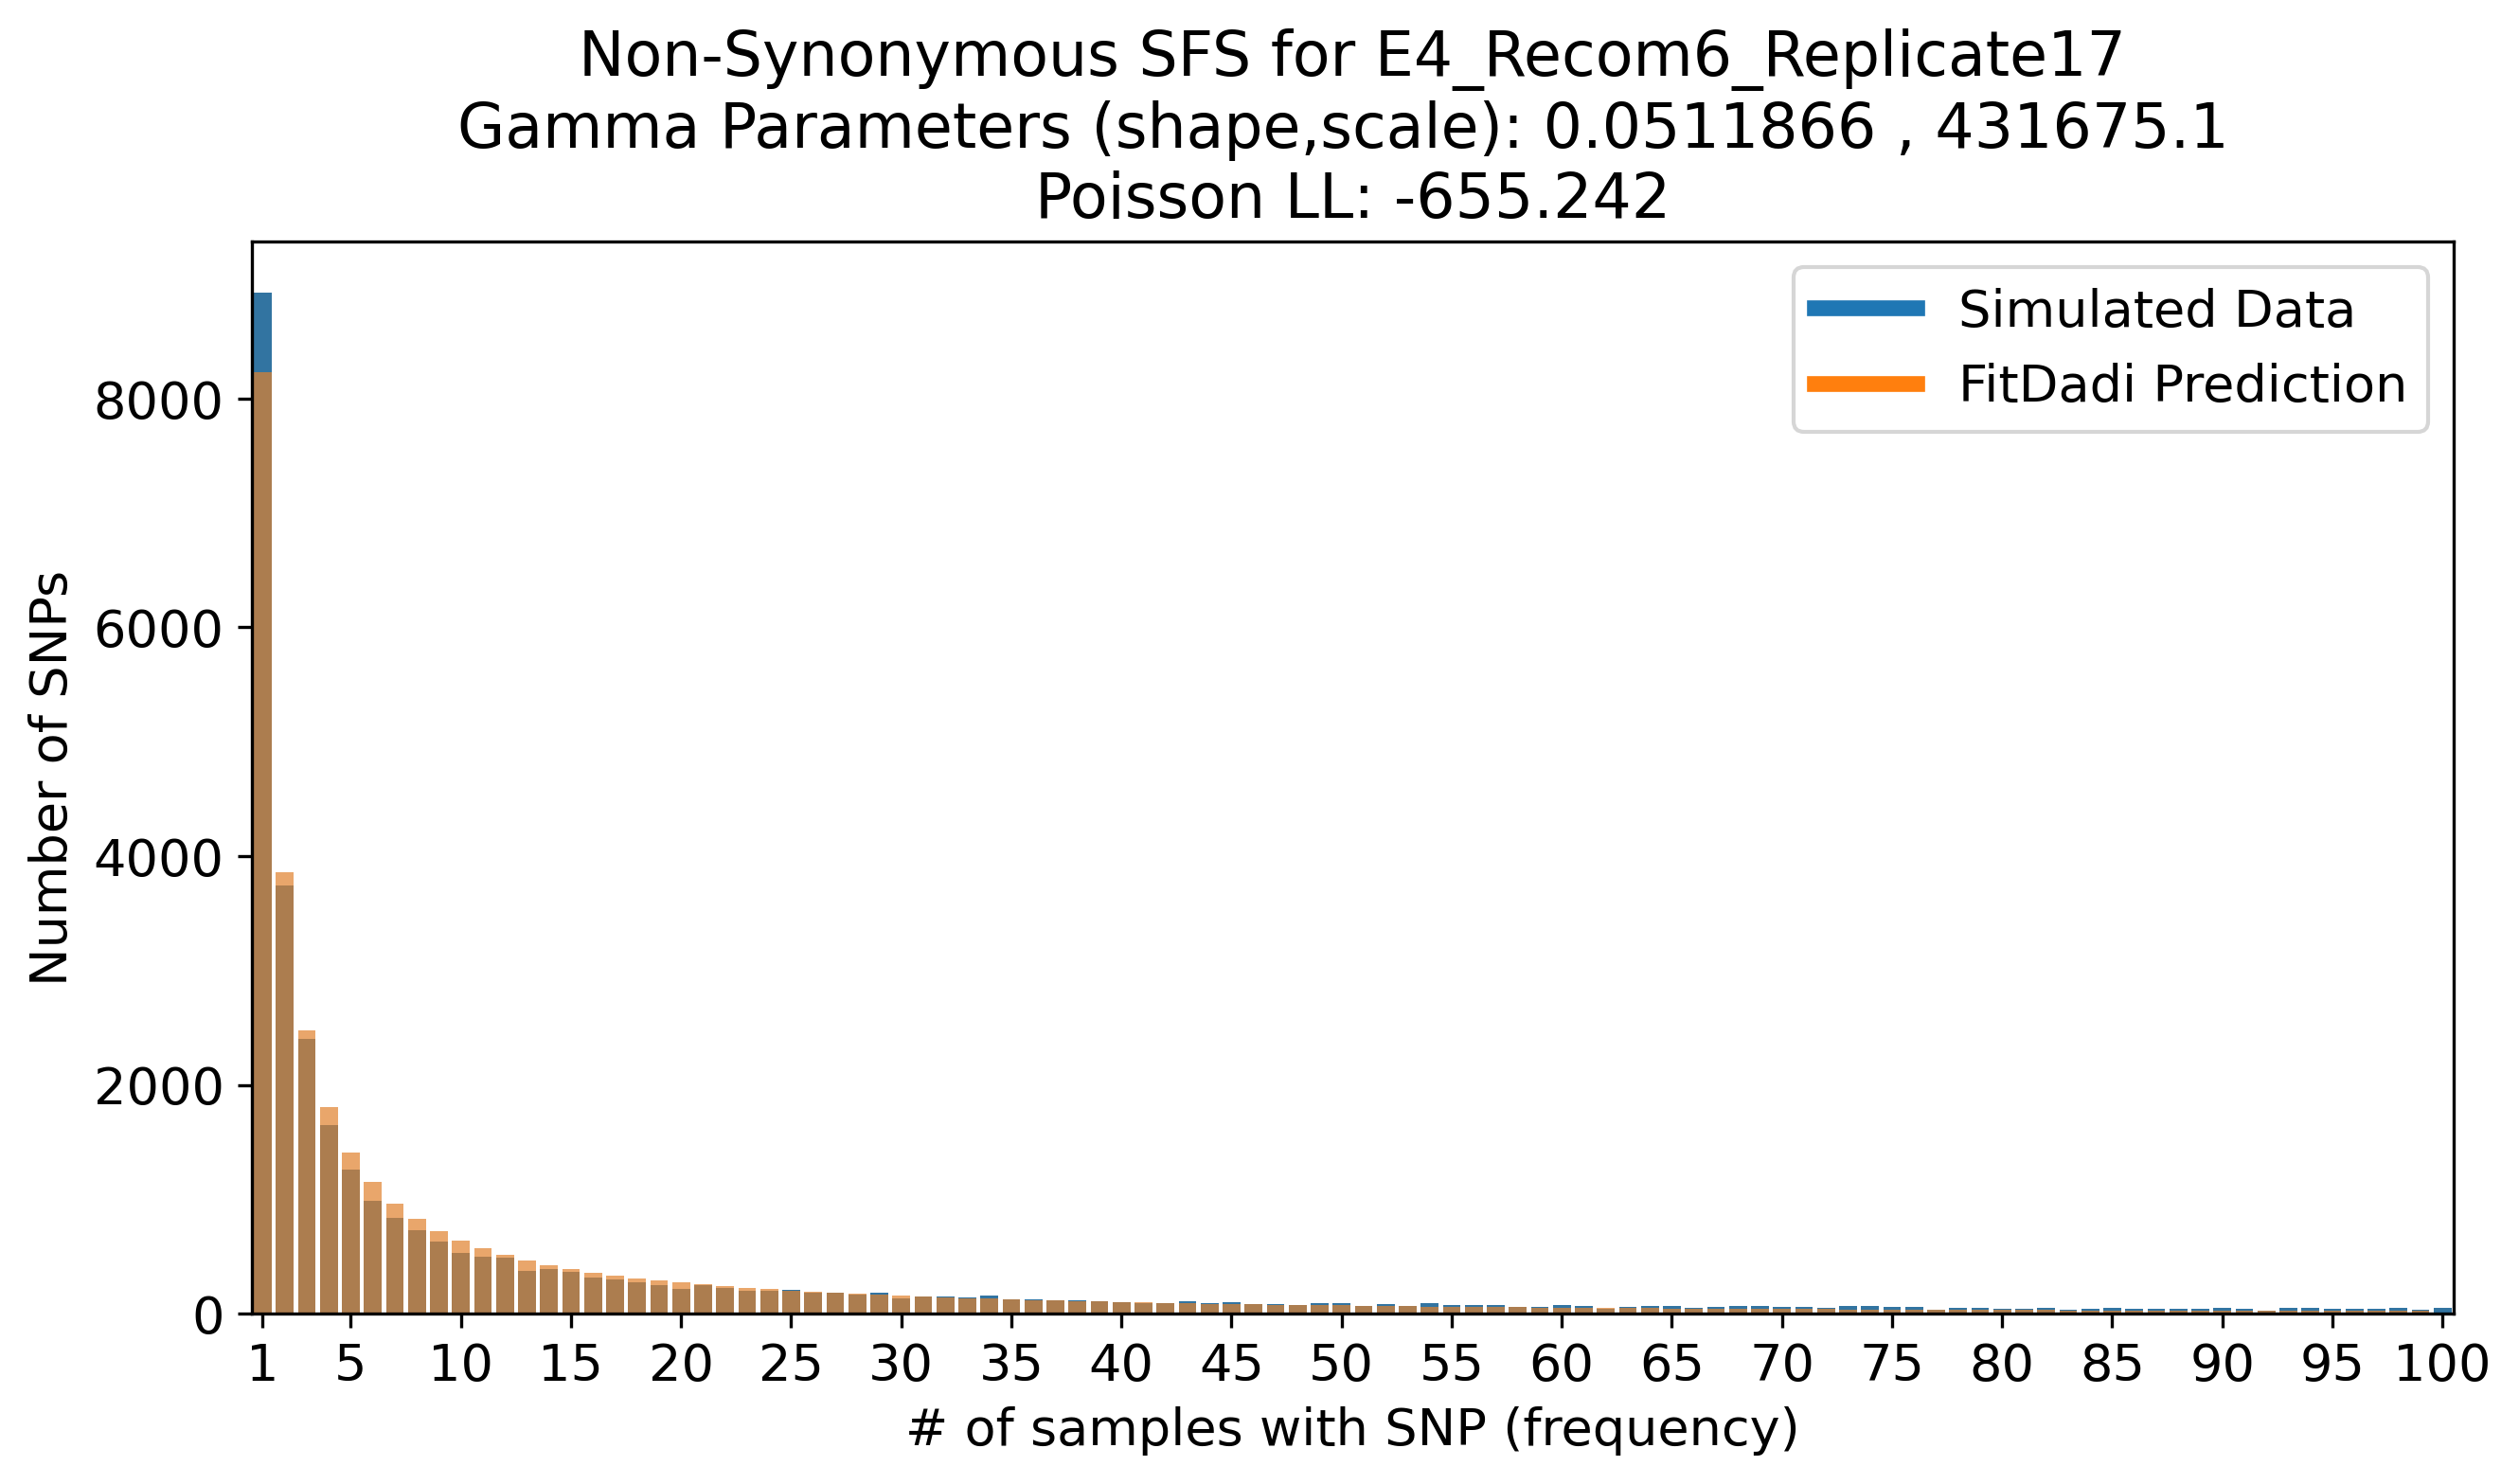 Non-Synonymous SFS for E4_Recom6_Replicate17
Gamma Parameters (shape,scale): 0.0511866 , 431675.1
Poisson LL: -655.242
Simulated Data
FitDadi Prediction
Number of SNPs
8000
6000
4000
2000
0
1 5 10 15 20 25 30 35 40 45 50 55 60 65 70 75 80 85 90 95 100
# of samples with SNP (frequency)